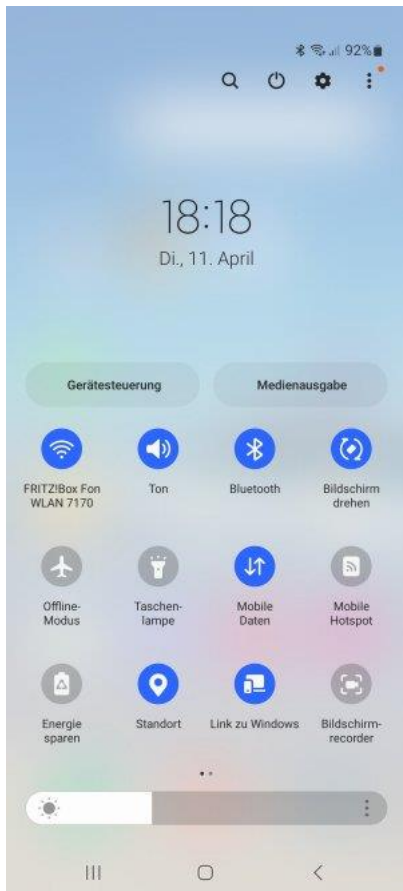 92%
18:18
Di., 11. April
Gerätesteuerung Medienausgabe
FRITZ!Box Fon
WLAN 7170
Ton
Bluetooth
Bildschirm
drehen
Offline-
Modus
Taschen-
lampe
Mobile
Daten
Mobile
Hotspot
Energie
sparen
Standort
Link zu Windows
Bildschirm-
recorder